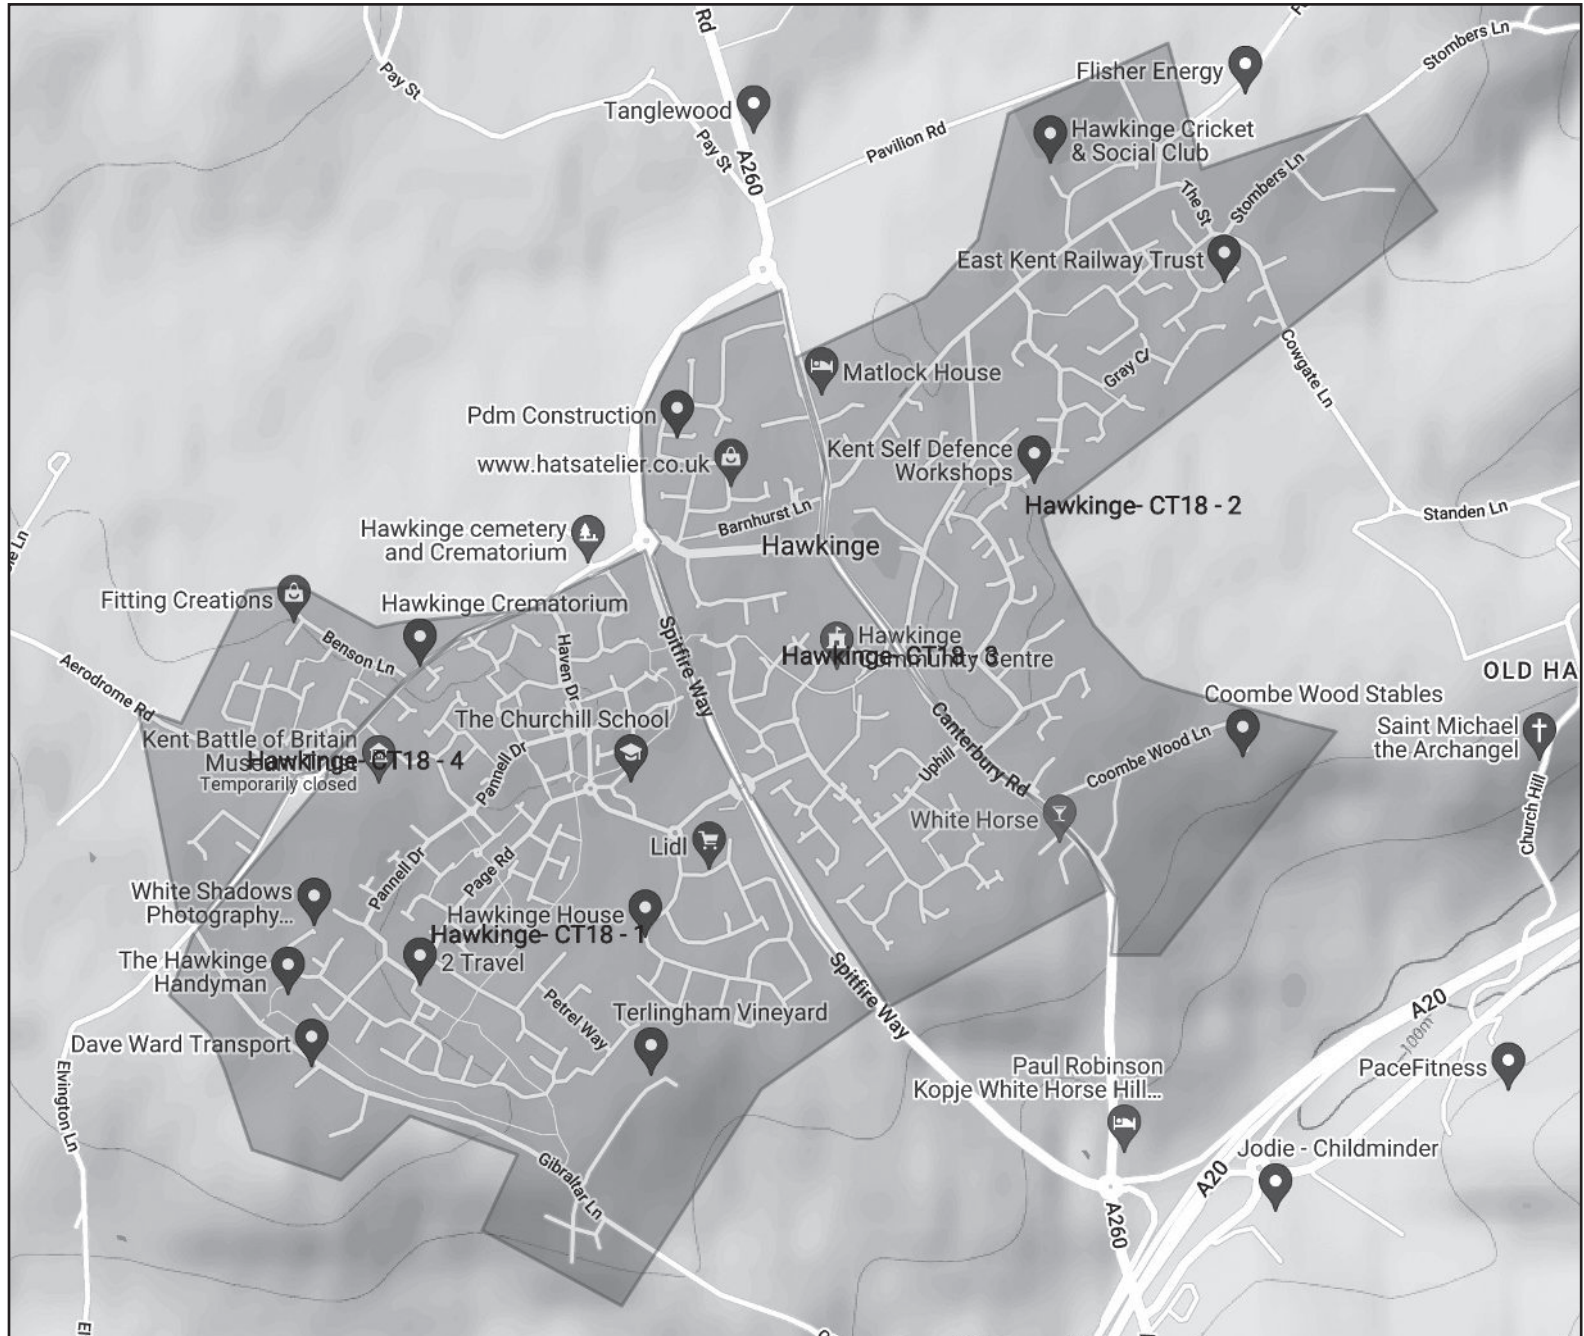 Rd
Stombers Ln
Pay St
Flisher Energy
Tanglewood
Pay St
A260
Pavilion Rd
Hawkinge Cricket
& Social Club
The St
Stombers Ln
East Kent Railway Trust
Cowgate Ln
Matlock House
Gray Cl
Pdm Construction
www.hatsatelier.co.uk
Kent Self Defence
Workshops
Hawkinge- CT18 - 2
Standen Ln
Barnhurst Ln
Hawkinge cemetery
and Crematorium
Hawkinge
Fitting Creations
Hawkinge Crematorium
Benson Ln
Haven Dr
Spitfire Way
Hawkinge
Community Centre
Hawkinge- CT18 - 3
Aerodrome Rd
OLD HA
Coombe Wood Stables
Saint Michael
the Archangel
The Churchill School
Canterbury Rd
Coombe Wood Ln
Kent Battle of Britain
Hawkinge- CT18 - 4
Temporarily closed
Pannell Dr
Uphill
White Horse
Church Hill
Lidl
Pannell Dr
Page Rd
White Shadows
Photography...
Hawkinge House
Hawkinge- CT18 - 1
2 Travel
The Hawkinge
Handyman
Spitfire Way
Petrel Way
Terlingham Vineyard
A20
100m
Dave Ward Transport
Paul Robinson
Kopje White Horse Hill...
PaceFitness
Elvington Ln
Jodie - Childminder
Gibraltar Ln
A20
A260
El